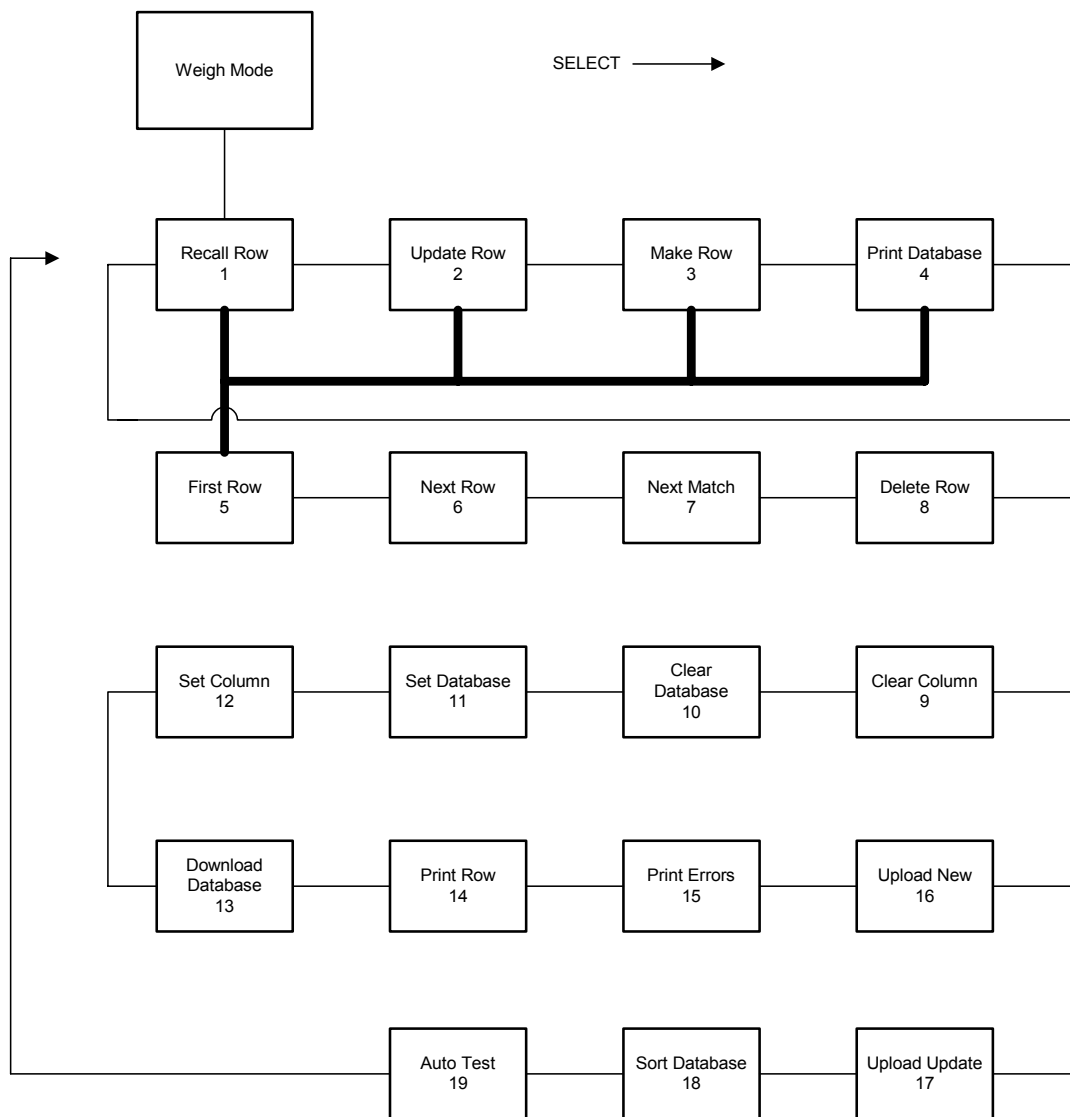 Weigh Mode
SELECT
Recall Row
1
Update Row
2
Make Row
3
Print Database
4
First Row
5
Next Row
6
Next Match
7
Delete Row
8
Set Column
12
Set Database
11
Clear
Database
10
Clear Column
9
Download
Database
13
Print Row
14
Print Errors
15
Upload New
16
Auto Test
19
Sort Database
18
Upload Update
17